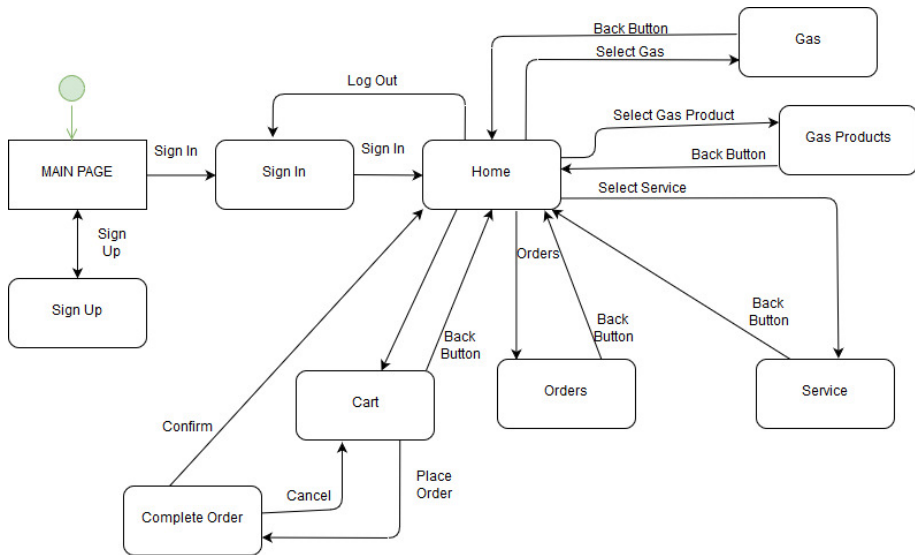 Back Button
Gas
Select Gas
Log Out
Select Gas Product
Gas Products
Back Button
Sign In
Sign In
MAIN PAGE
Sign In
Home
Select Service
Sign
Up
Orders
Sign Up
Back
Button
Back
Button
Back
Button
Cart
Orders
Service
Confirm
Place
Order
Cancel
Complete Order